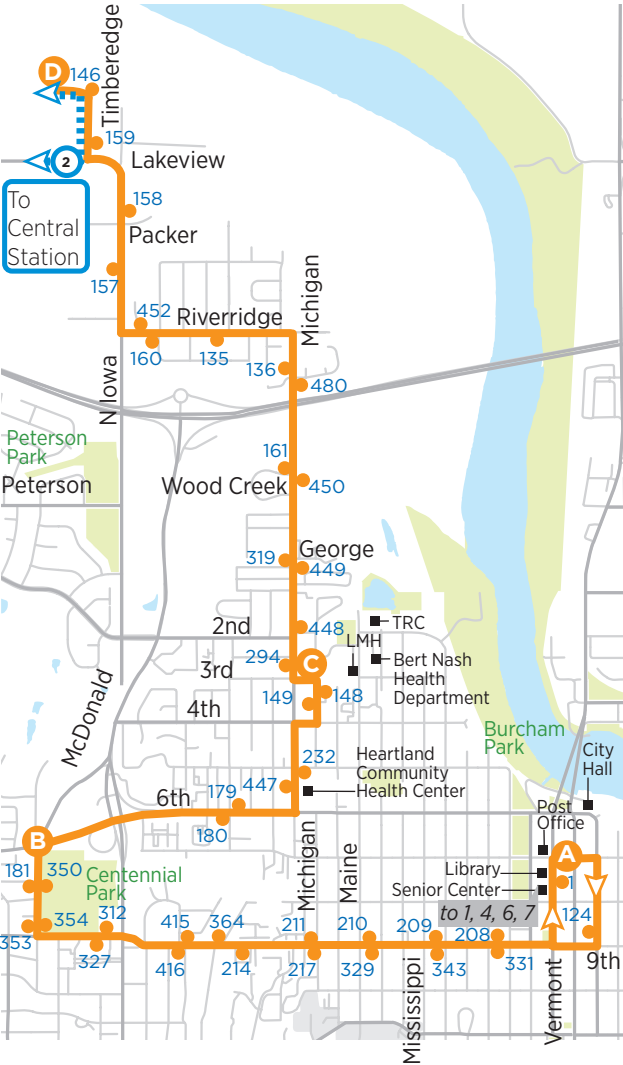 D
146
Timberedge
159
2
Lakeview
To
Central
Station
158
Packer
157
452
Riverridge
Michigan
160
135
136
480
N Iowa
Peterson
Park
Peterson
161
Wood Creek
450
George
319
449
2nd
448
TRC
LMH
294
C
3rd
Bert Nash
Health
Department
149
148
4th
McDonald
Burcham
Park
City
Hall
232
Heartland
Community
Health Center
447
179
6th
180
Post
Office
B
A
Michigan
Maine
Library
Senior Center
1
181
350
Centennial
Park
to 1, 4, 6, 7
124
353
354
312
415
364
211
210
209
208
327
416
214
217
329
343
331
9th
Mississippi
Vermont